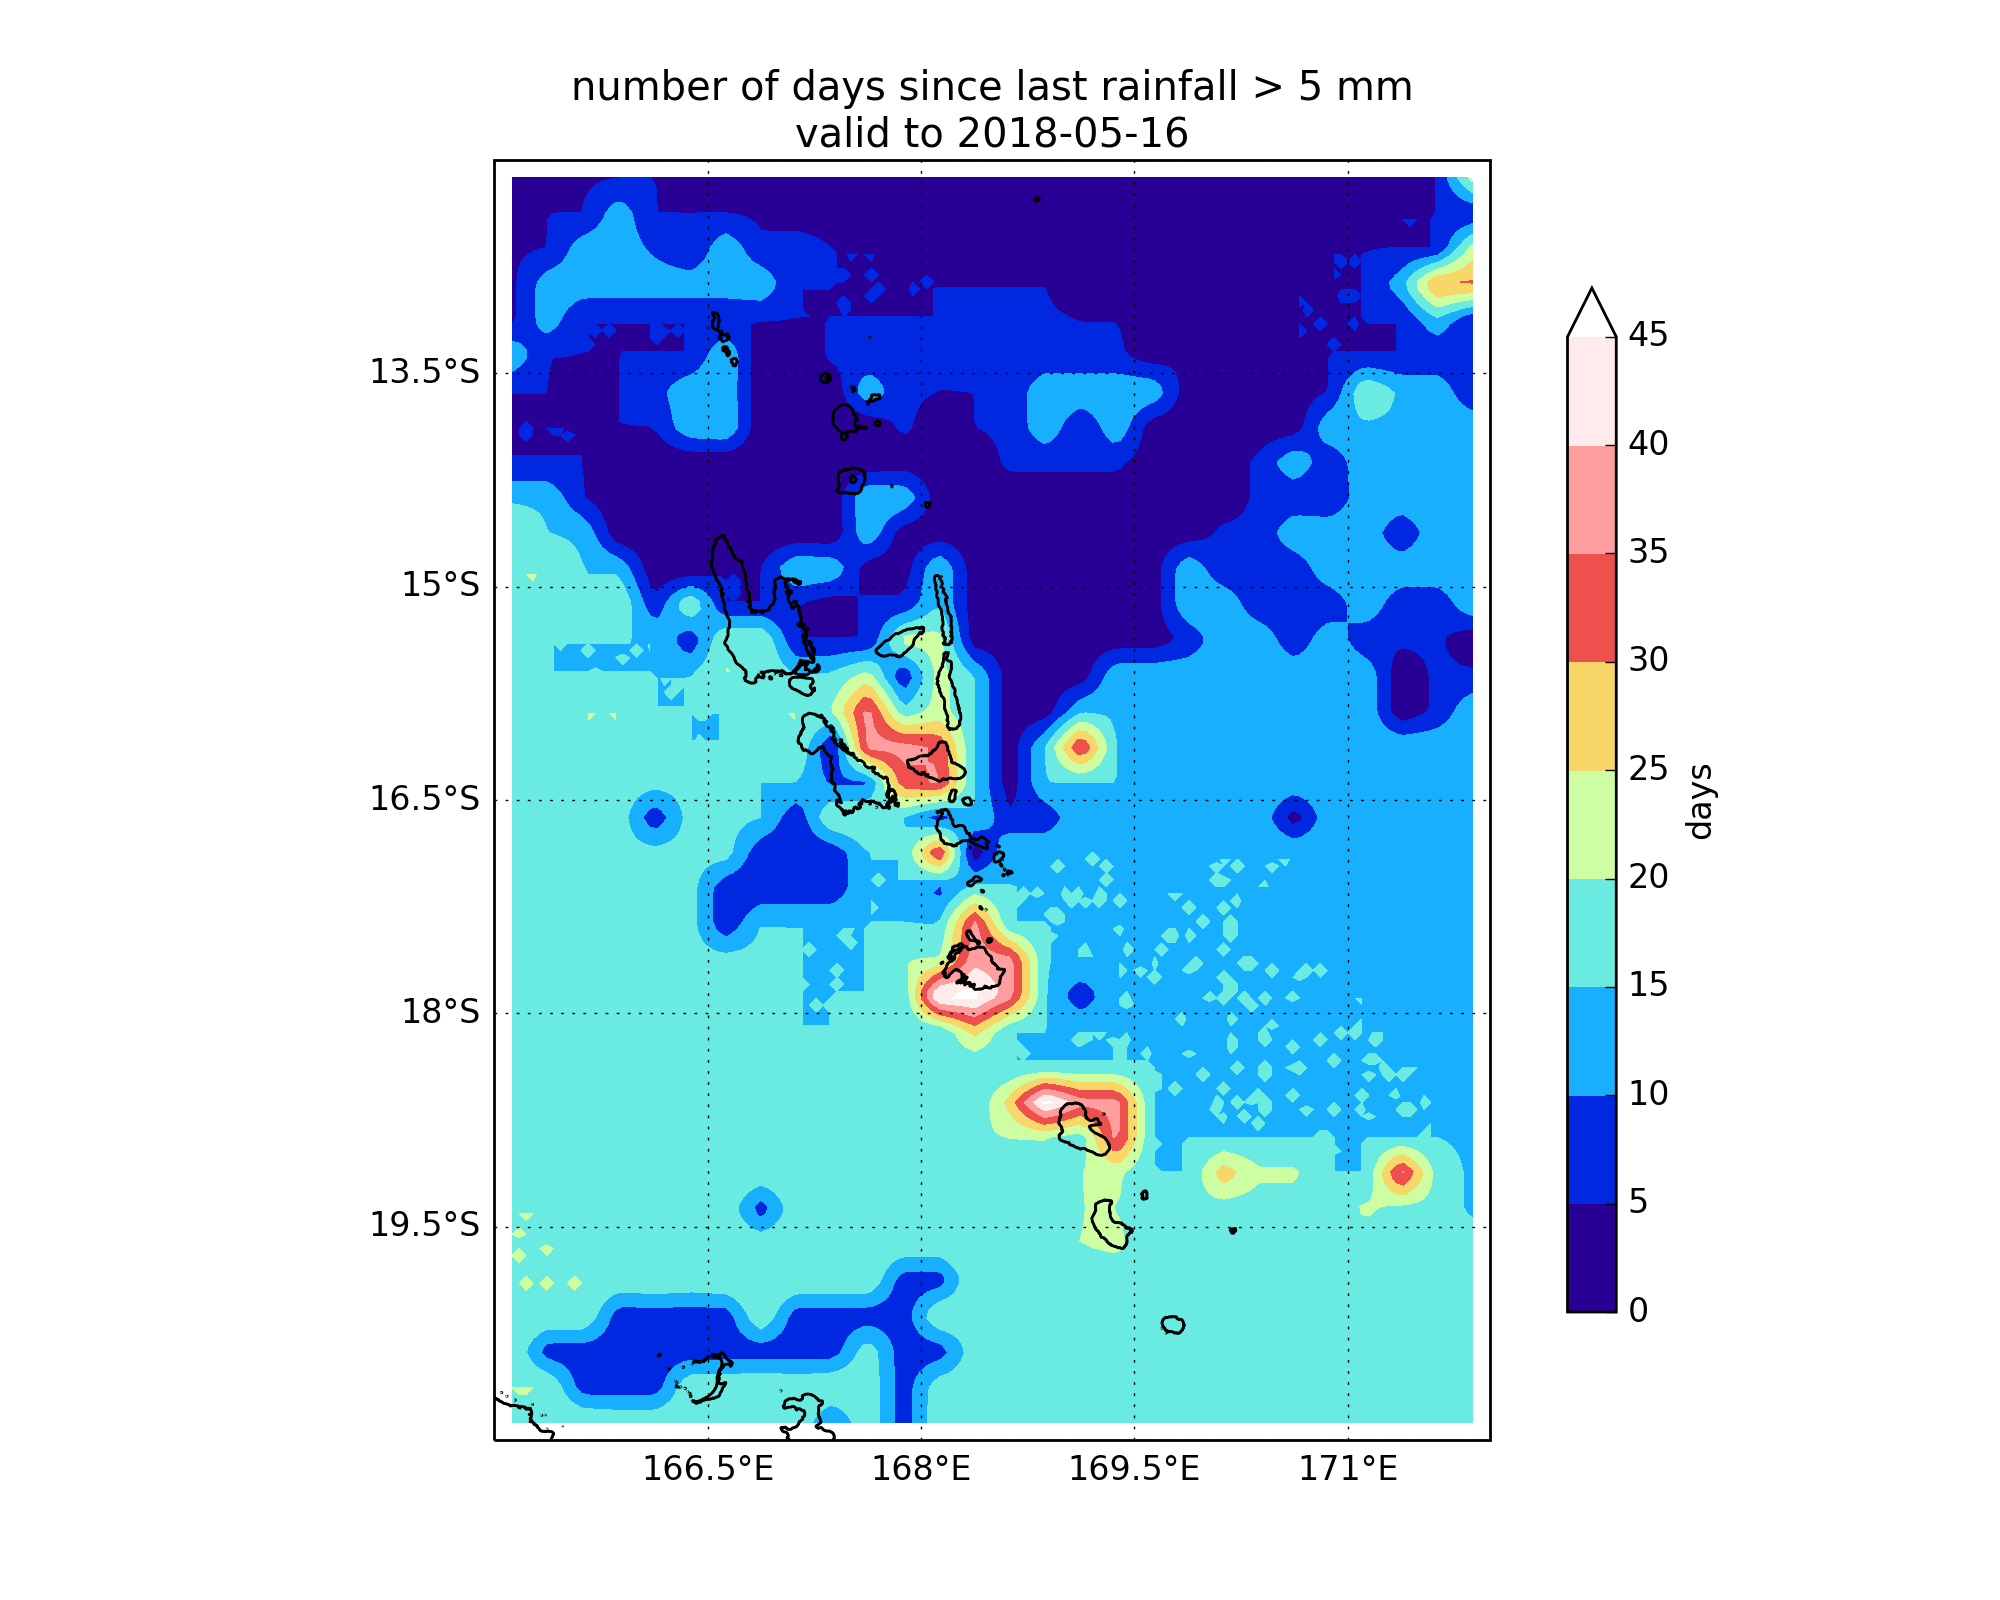 number of days since last rainfall > 5 mm
valid to 2018-05-16
13.5°S
15°S
16.5°S
18°S
19.5°S
166.5°E
168°E
169.5°E
171°E
45
40
35
30
25
20
15
10
5
0
days